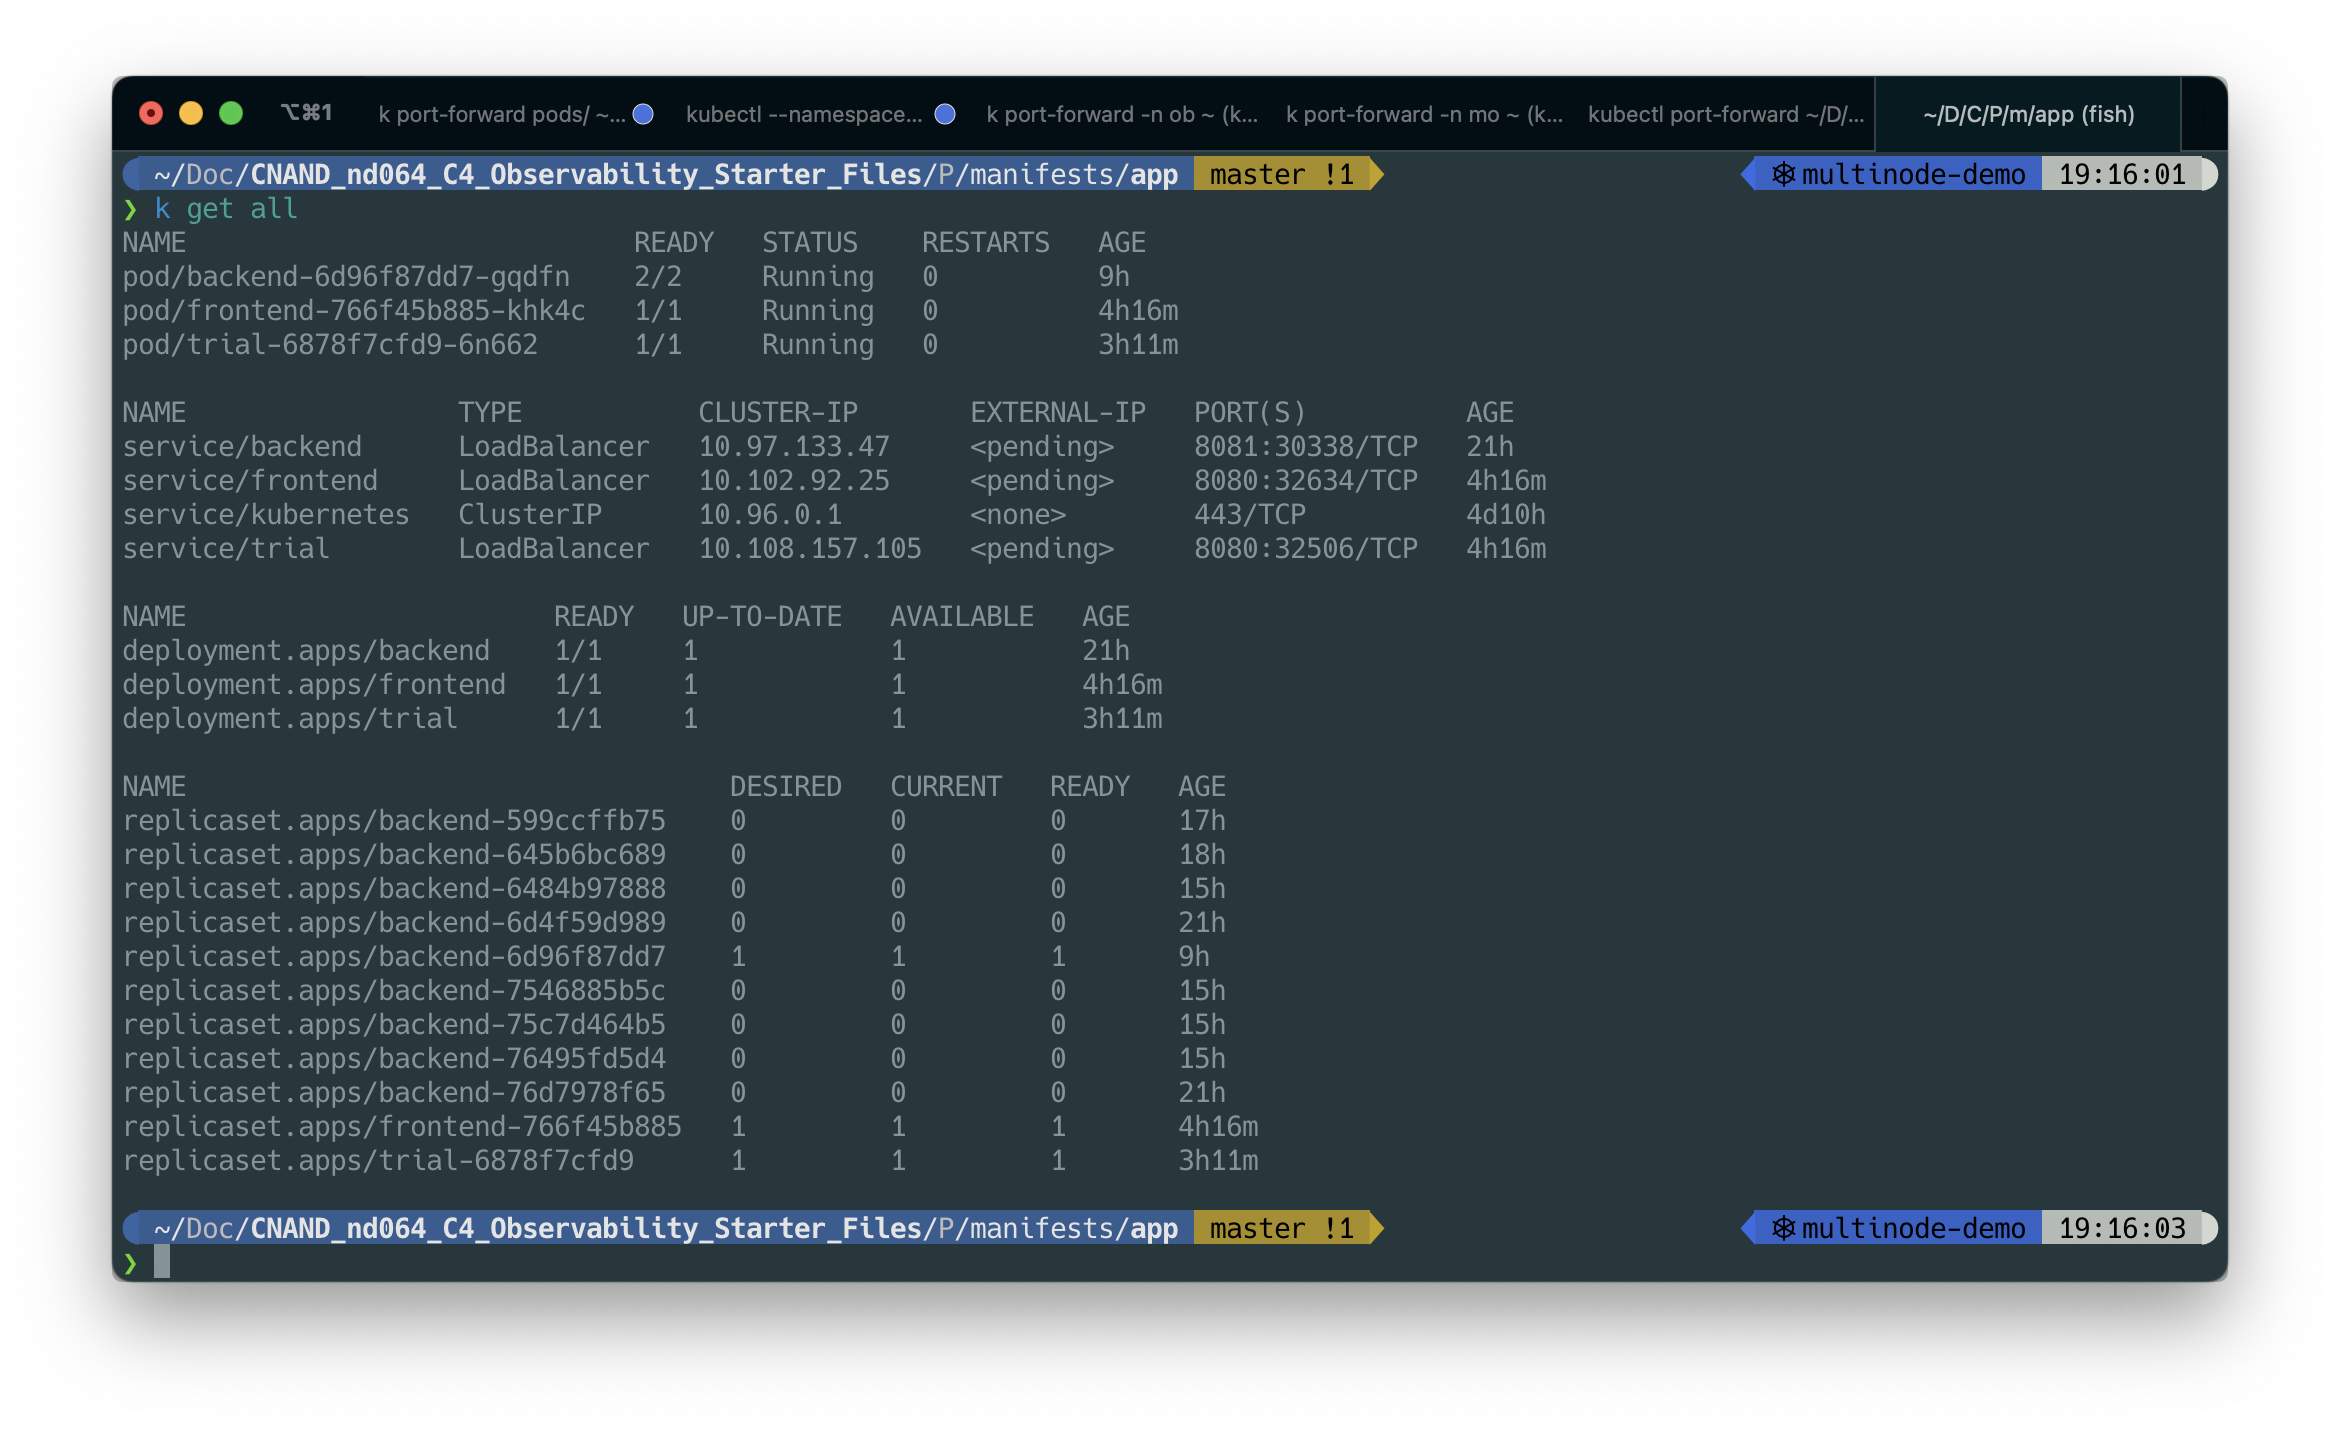 ⌥⌘1 k port-forward pods/ ~... kubectl --namespace... k port-forward -n ob ~ (k... k port-forward -n mo ~ (k... kubectl port-forward ~/D/... ~/D/C/P/m/app (fish)
~/Doc/CNAND_nd064_C4_Observability_Starter_Files/P/manifests/app master !1 ⎈ multinode-demo 19:16:01
❯ k get all
NAME READY STATUS RESTARTS AGE
pod/backend-6d96f87dd7-gqdfn 2/2 Running 0 9h
pod/frontend-766f45b885-khk4c 1/1 Running 0 4h16m
pod/trial-6878f7cfd9-6n662 1/1 Running 0 3h11m
NAME TYPE CLUSTER-IP EXTERNAL-IP PORT(S) AGE
service/backend LoadBalancer 10.97.133.47 <pending> 8081:30338/TCP 21h
service/frontend LoadBalancer 10.102.92.25 <pending> 8080:32634/TCP 4h16m
service/kubernetes ClusterIP 10.96.0.1 <none> 443/TCP 4d10h
service/trial LoadBalancer 10.108.157.105 <pending> 8080:32506/TCP 4h16m
NAME READY UP-TO-DATE AVAILABLE AGE
deployment.apps/backend 1/1 1 1 21h
deployment.apps/frontend 1/1 1 1 4h16m
deployment.apps/trial 1/1 1 1 3h11m
NAME DESIRED CURRENT READY AGE
replicaset.apps/backend-599ccffb75 0 0 0 17h
replicaset.apps/backend-645b6bc689 0 0 0 18h
replicaset.apps/backend-6484b97888 0 0 0 15h
replicaset.apps/backend-6d4f59d989 0 0 0 21h
replicaset.apps/backend-6d96f87dd7 1 1 1 9h
replicaset.apps/backend-7546885b5c 0 0 0 15h
replicaset.apps/backend-75c7d464b5 0 0 0 15h
replicaset.apps/backend-76495fd5d4 0 0 0 15h
replicaset.apps/backend-76d7978f65 0 0 0 21h
replicaset.apps/frontend-766f45b885 1 1 1 4h16m
replicaset.apps/trial-6878f7cfd9 1 1 1 3h11m
~/Doc/CNAND_nd064_C4_Observability_Starter_Files/P/manifests/app master !1 ⎈ multinode-demo 19:16:03
❯